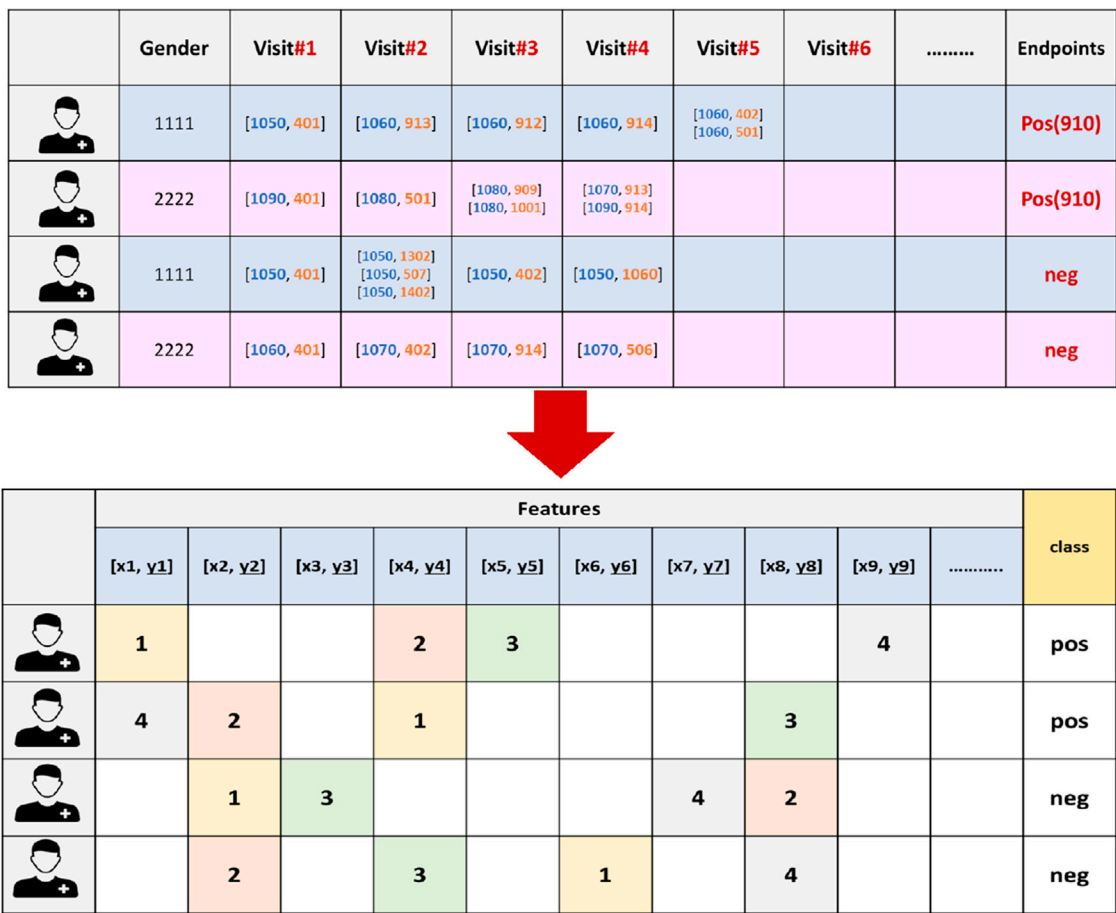 Gender Visit#1 Visit#2 Visit#3 Visit#4 Visit#5 Visit#6 ......... Endpoints
1111 [1050, 401] [1060, 913] [1060, 912] [1060, 914] [1060, 402] Pos(910)
[1060, 501]
2222 [1090, 401] [1080, 501] [1080, 909] [1070, 913] Pos(910)
[1080, 1001] [1090, 914]
[1050, 1302]
1111 [1050, 401] [1050, 507] [1050, 402] [1050, 1060] neg
[1050, 1402]
2222 [1060, 401] [1070, 402] [1070, 914] [1070, 506] neg
Features
class
[x1, y1] [x2, y2] [x3, y3] [x4, y4] [x5, y5] [x6, y6] [x7, y7] [x8, y8] [x9, y9] ...........
1 2 3 4 pos
4 2 1 3 pos
1 3 4 2 neg
2 3 1 4 neg